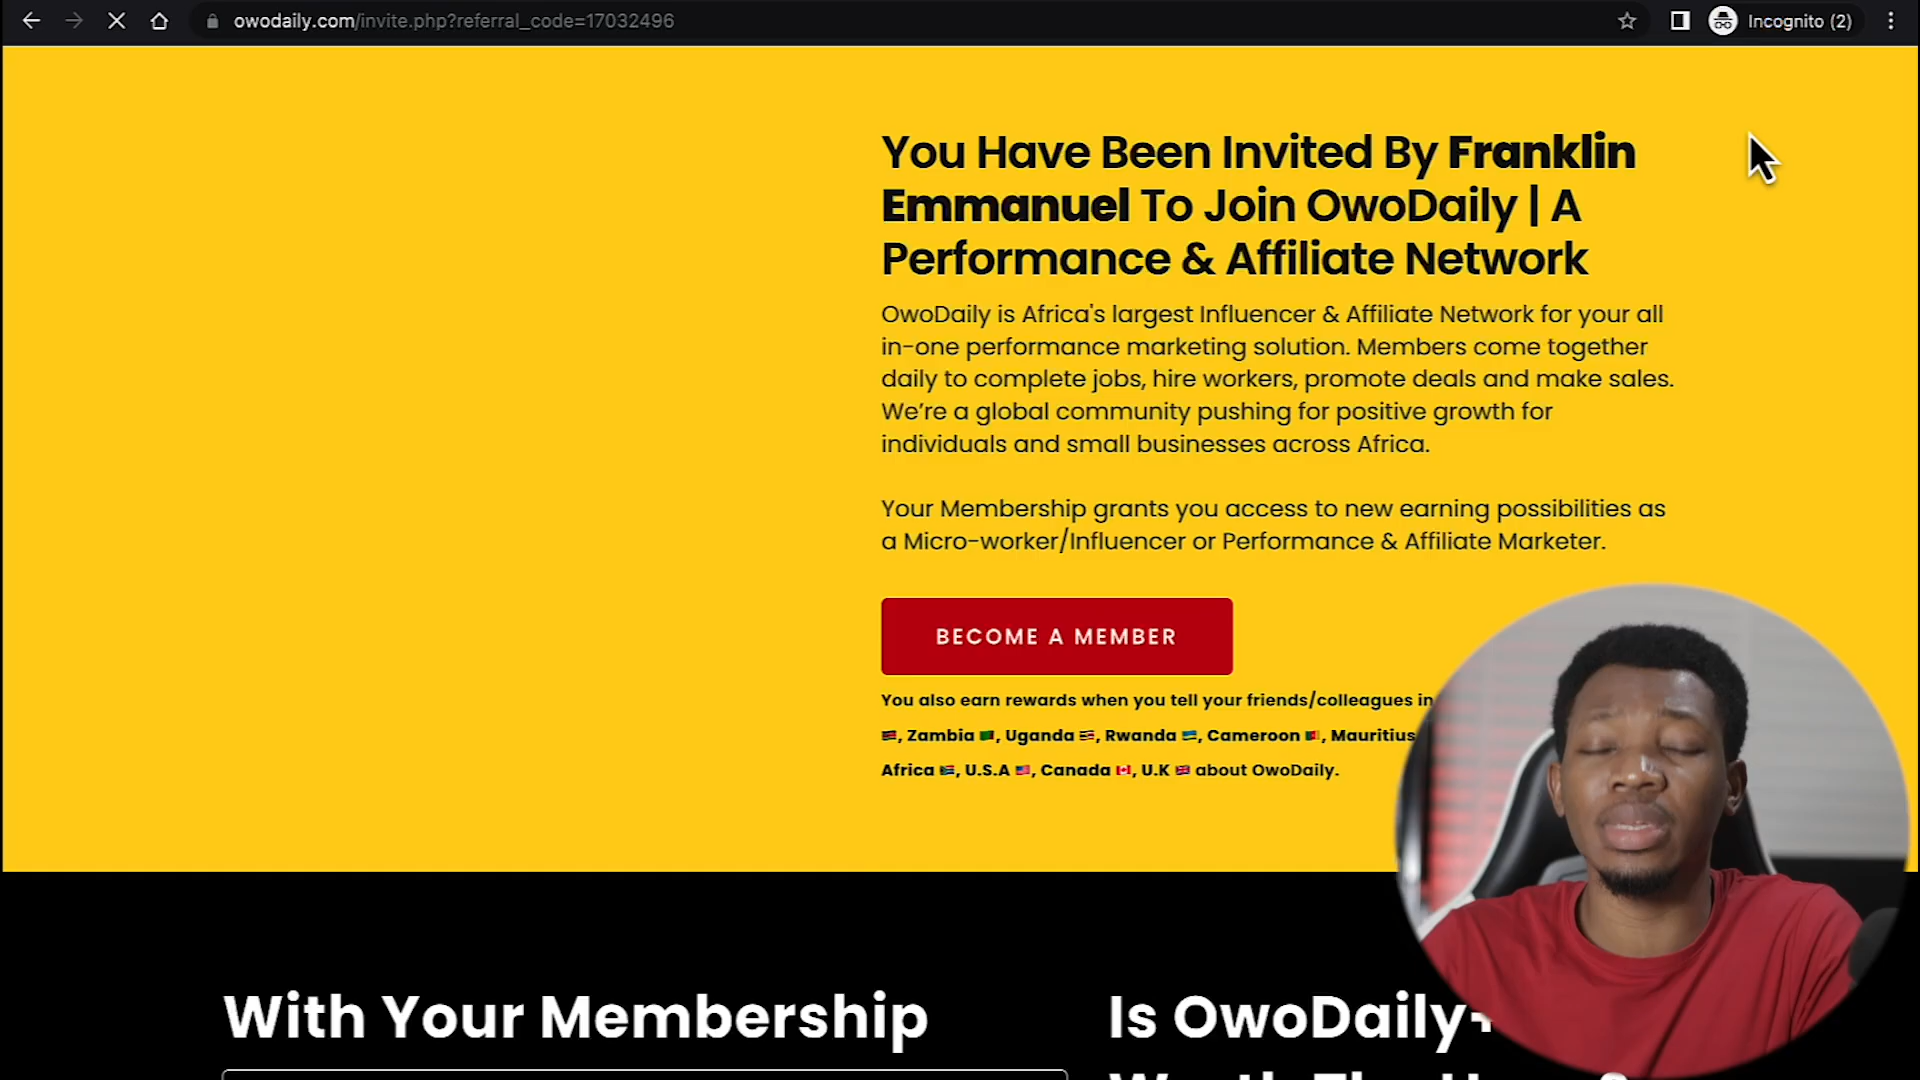 owodaily.com/invite.php?referral_code=17032496
Incognito (2)
You Have Been Invited By Franklin
Emmanuel To Join OwoDaily | A
Performance & Affiliate Network
OwoDaily is Africa's largest Influencer & Affiliate Network for your all
in-one performance marketing solution. Members come together
daily to complete jobs, hire workers, promote deals and make sales.
We’re a global community pushing for positive growth for
individuals and small businesses across Africa.
Your Membership grants you access to new earning possibilities as
a Micro-worker/Influencer or Performance & Affiliate Marketer.
BECOME A MEMBER
You also earn rewards when you tell your friends/colleagues in
, Zambia 🇿🇲, Uganda 🇺🇬, Rwanda 🇷🇼, Cameroon 🇨🇲, Mauritius
Africa 🇿🇦, U.S.A 🇺🇸, Canada 🇨🇦, U.K 🇬🇧 about OwoDaily.
With Your Membership
Is OwoDaily+